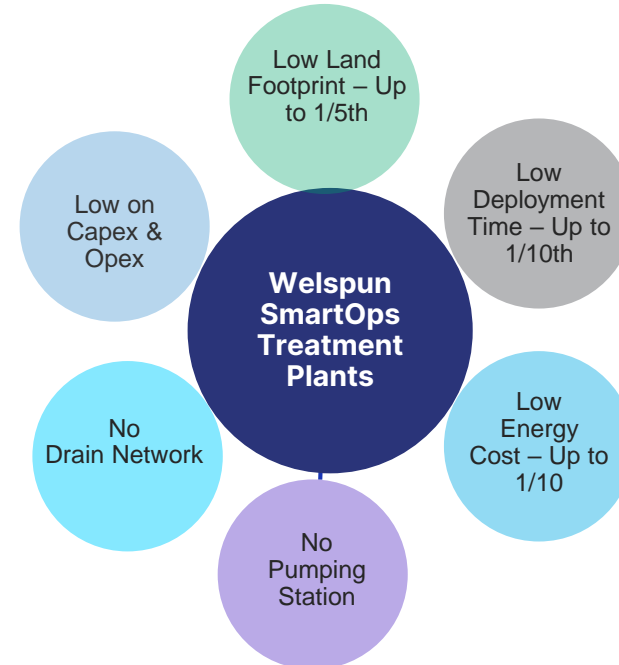 Low Land
Footprint – Up
to 1/5th
Low
Deployment
Time – Up to
1/10th
Low on
Capex &
Opex
Welspun
SmartOps
Treatment
Plants
Low
Energy
Cost – Up to
1/10
No
Drain Network
No
Pumping
Station